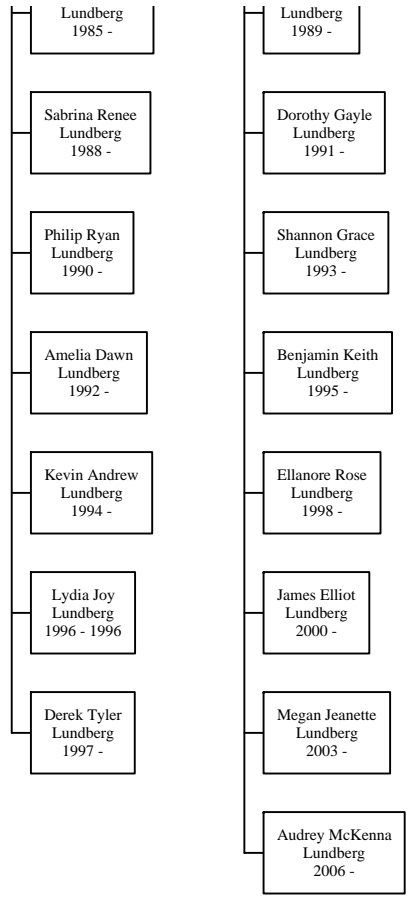 Lundberg
1985 -
Sabrina Renee
Lundberg
1988 -
Philip Ryan
Lundberg
1990 -
Amelia Dawn
Lundberg
1992 -
Kevin Andrew
Lundberg
1994 -
Lydia Joy
Lundberg
1996 - 1996
Derek Tyler
Lundberg
1997 -
Lundberg
1989 -
Dorothy Gayle
Lundberg
1991 -
Shannon Grace
Lundberg
1993 -
Benjamin Keith
Lundberg
1995 -
Ellanore Rose
Lundberg
1998 -
James Elliot
Lundberg
2000 -
Megan Jeanette
Lundberg
2003 -
Audrey McKenna
Lundberg
2006 -